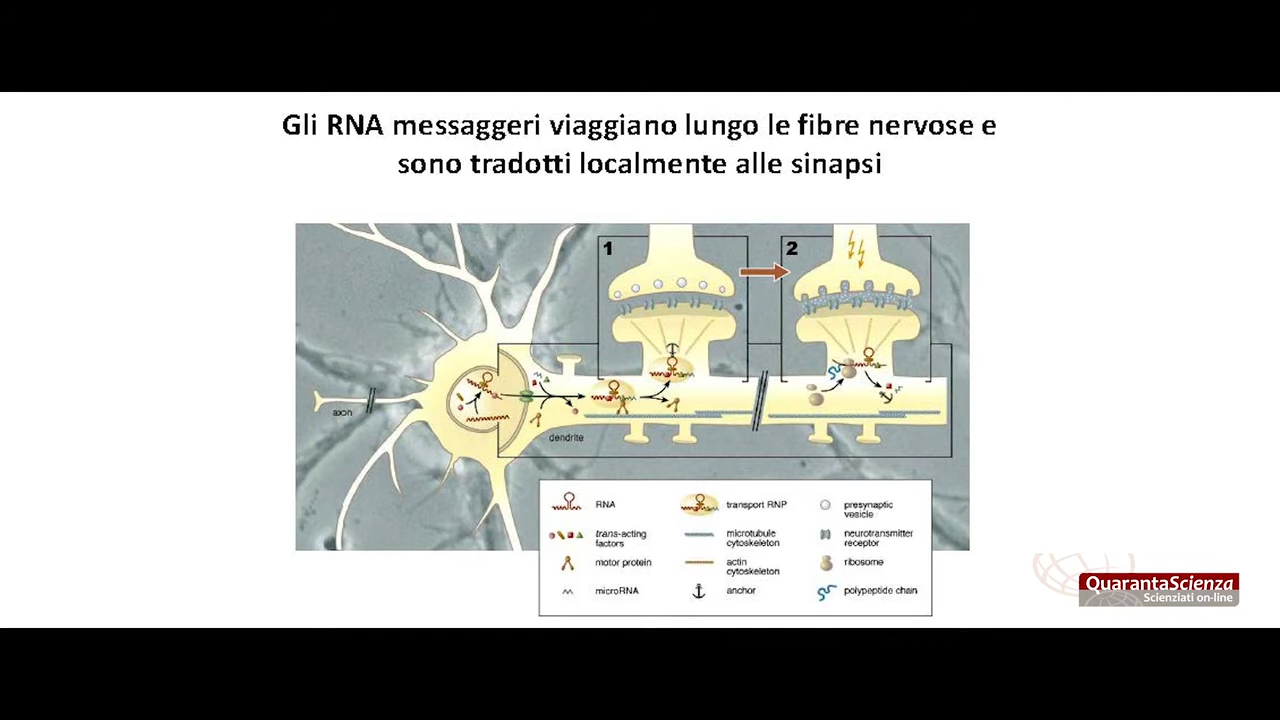 Gli RNA messaggeri viaggiano lungo le fibre nervose e
sono tradotti localmente alle sinapsi
1
2
axon
dendrite
RNA
trans-acting
factors
motor protein
microRNA
transport RNP
microtubule
cytoskeleton
actin
cytoskeleton
anchor
presynaptic
vesicle
neurotransmitter
receptor
ribosome
polypeptide chain
QuarantaScienza
Scienziati on-line